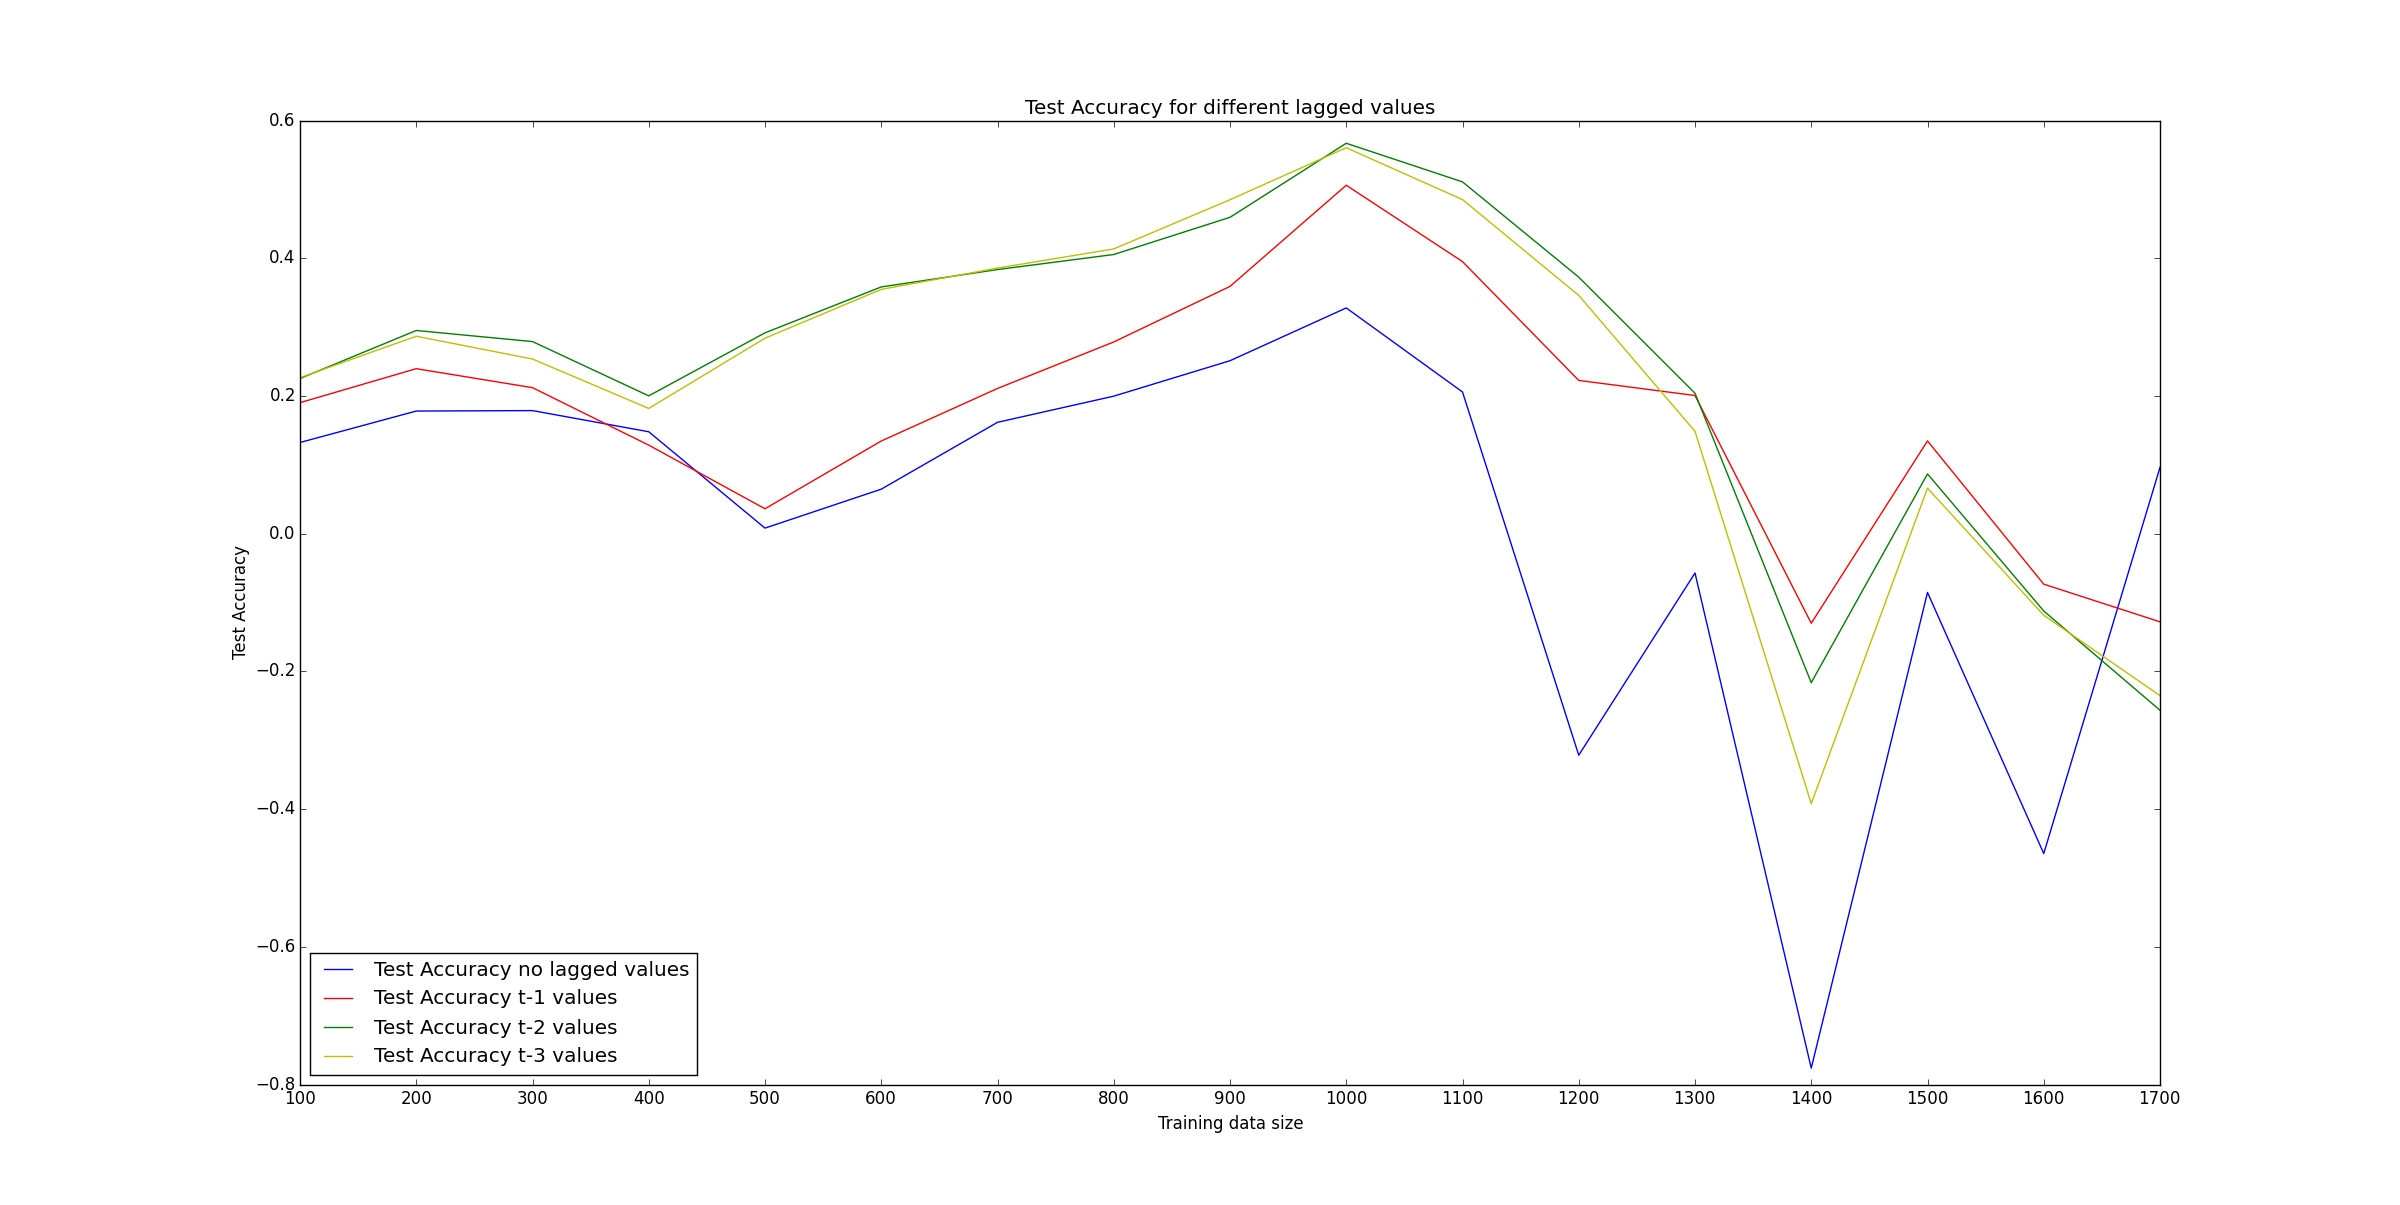 Test Accuracy for different lagged values
0.6
0.4
0.2
0.0
−0.2
−0.4
−0.6
−0.8
Test Accuracy
Test Accuracy no lagged values
Test Accuracy t-1 values
Test Accuracy t-2 values
Test Accuracy t-3 values
100 200 300 400 500 600 700 800 900 1000 1100 1200 1300 1400 1500 1600 1700
Training data size